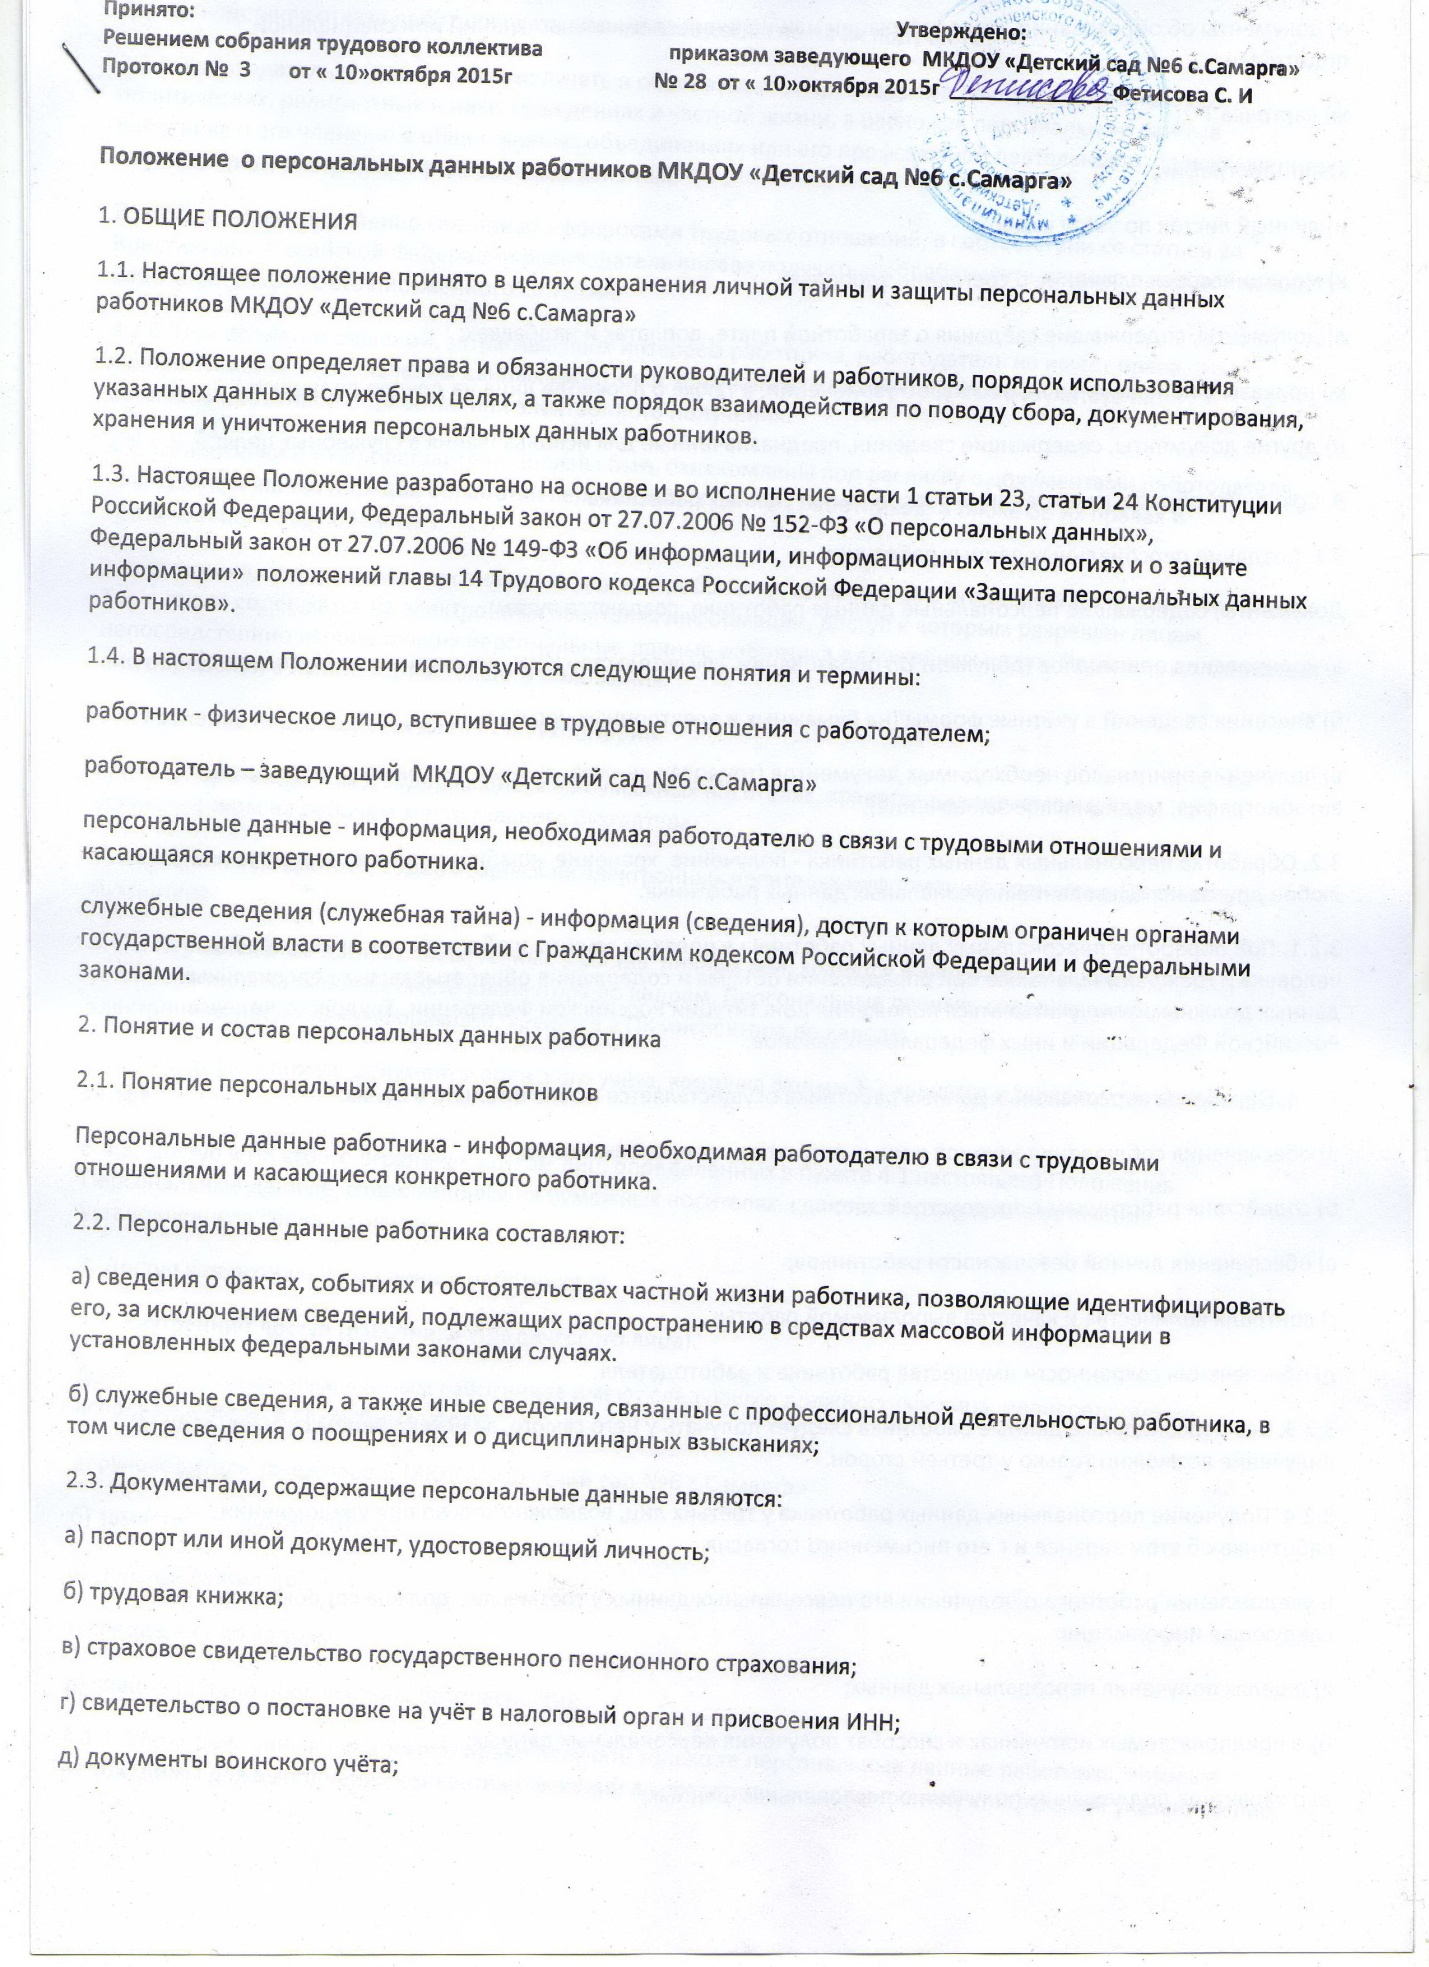 Принято:
Утверждено:
Решением собрания трудового коллектива
приказом заведующего МКДОУ «Детский сад №6 с.Самарга»
Протокол № 3 от « 10»октября 2015г
№ 28 от « 10»октября 2015г Фетисова С. И
Положение о персональных данных работников МКДОУ «Детский сад №6 с.Самарга»
1. ОБЩИЕ ПОЛОЖЕНИЯ
1.1. Настоящее положение принято в целях сохранения личной тайны и защиты персональных данных
работников МКДОУ «Детский сад №6 с.Самарга»
1.2. Положение определяет права и обязанности руководителей и работников, порядок использования
указанных данных в служебных целях, а также порядок взаимодействия по поводу сбора, документирования,
хранения и уничтожения персональных данных работников.
1.3. Настоящее Положение разработано на основе и во исполнение части 1 статьи 23, статьи 24 Конституции
Российской Федерации, Федеральный закон от 27.07.2006 № 152-ФЗ «О персональных данных»,
Федеральный закон от 27.07.2006 № 149-ФЗ «Об информации, информационных технологиях и о защите
информации» положений главы 14 Трудового кодекса Российской Федерации «Защита персональных данных
работников».
1.4. В настоящем Положении используются следующие понятия и термины:
работник - физическое лицо, вступившее в трудовые отношения с работодателем;
работодатель – заведующий МКДОУ «Детский сад №6 с.Самарга»
персональные данные - информация, необходимая работодателю в связи с трудовыми отношениями и
касающаяся конкретного работника.
служебные сведения (служебная тайна) - информация (сведения), доступ к которым ограничен органами
государственной власти в соответствии с Гражданским кодексом Российской Федерации и федеральными
законами.
2. Понятие и состав персональных данных работника
2.1. Понятие персональных данных работников
Персональные данные работника - информация, необходимая работодателю в связи с трудовыми
отношениями и касающиеся конкретного работника.
2.2. Персональные данные работника составляют:
а) сведения о фактах, событиях и обстоятельствах частной жизни работника, позволяющие идентифицировать
его, за исключением сведений, подлежащих распространению в средствах массовой информации в
установленных федеральными законами случаях.
б) служебные сведения, а также иные сведения, связанные с профессиональной деятельностью работника, в
том числе сведения о поощрениях и о дисциплинарных взысканиях;
2.3. Документами, содержащие персональные данные являются:
а) паспорт или иной документ, удостоверяющий личность;
б) трудовая книжка;
в) страховое свидетельство государственного пенсионного страхования;
г) свидетельство о постановке на учёт в налоговый орган и присвоения ИНН;
д) документы воинского учёта;